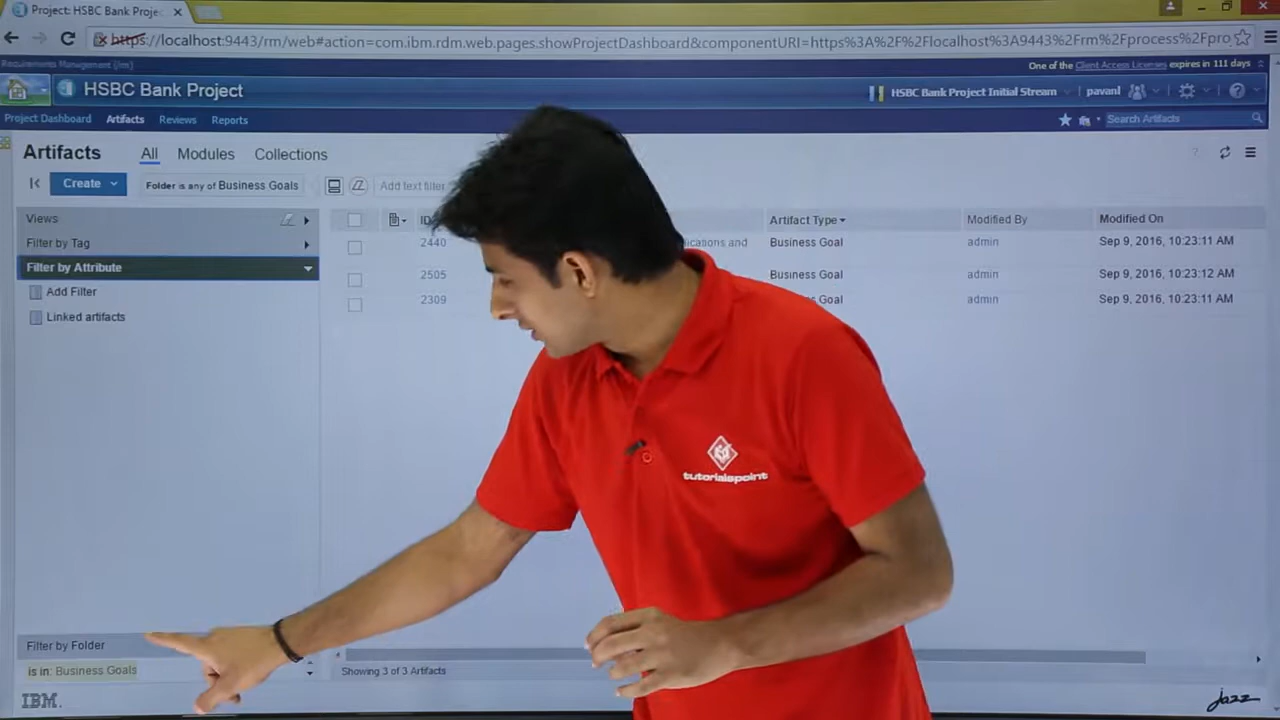 Project: HSBC Bank Proje
https://localhost:9443/rm/web#action=com.ibm.rdm.web.pages.showProjectDashboard&componentURI=https%3A%2F%2Flocalhost%3A9443%2Frm%2Fprocess%2Fpro
Requirements Management (/rm)
One of the Client Access Licenses expires in 111 days
HSBC Bank Project
HSBC Bank Project Initial Stream
pavanl
Project Dashboard Artifacts Reviews Reports
Search Artifacts
Artifacts All Modules Collections
Create
Folder is any of Business Goals
Add text filter
Views
Filter by Tag
Filter by Attribute
Add Filter
Linked artifacts
ID Artifact Type Modified By Modified On
2440 ications and Business Goal admin Sep 9, 2016, 10:23:11 AM
2505 Business Goal admin Sep 9, 2016, 10:23:12 AM
2309 Goal admin Sep 9, 2016, 10:23:11 AM
tutorialspoint
Filter by Folder
is in: Business Goals
Showing 3 of 3 Artifacts
IBM.
jazz